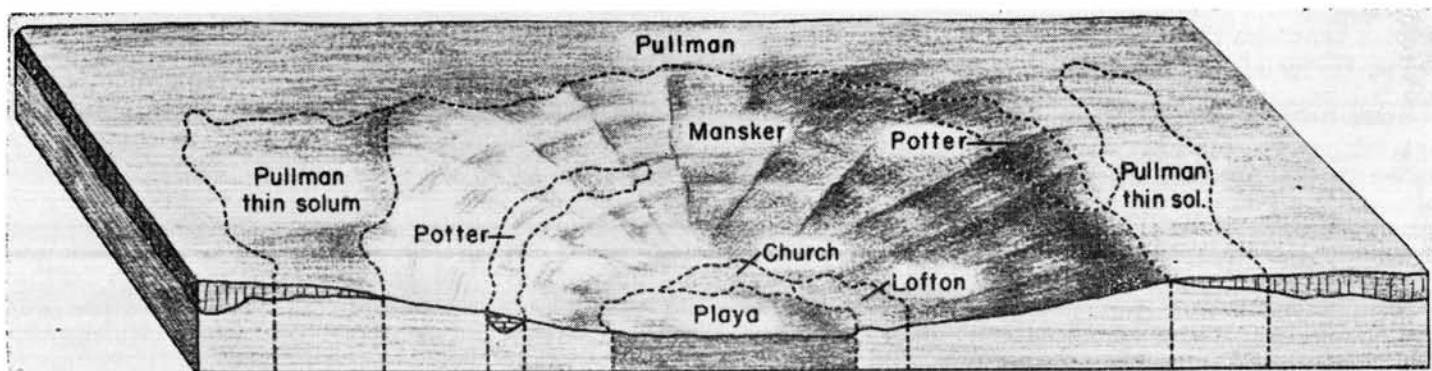 Pullman
Mansker
Potter
Pullman
thin solum
Pullman
thin sol.
Potter
Church
Lofton
Playa